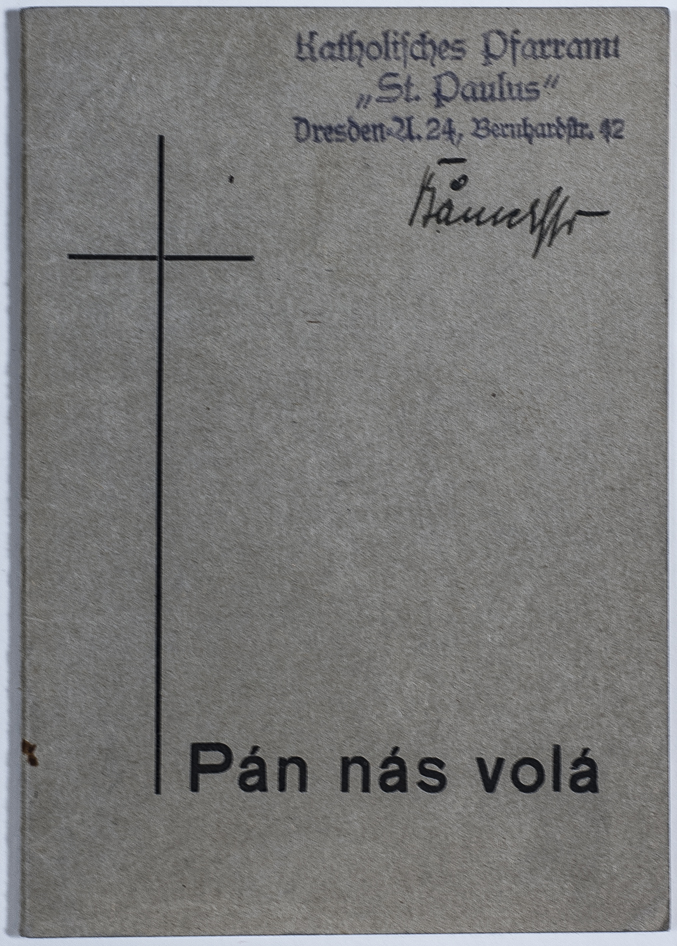 Katholisches Pfarramt
„St. Paulus“
Dresden-A. 24, Bernhardstr. 42
Pán nás volá